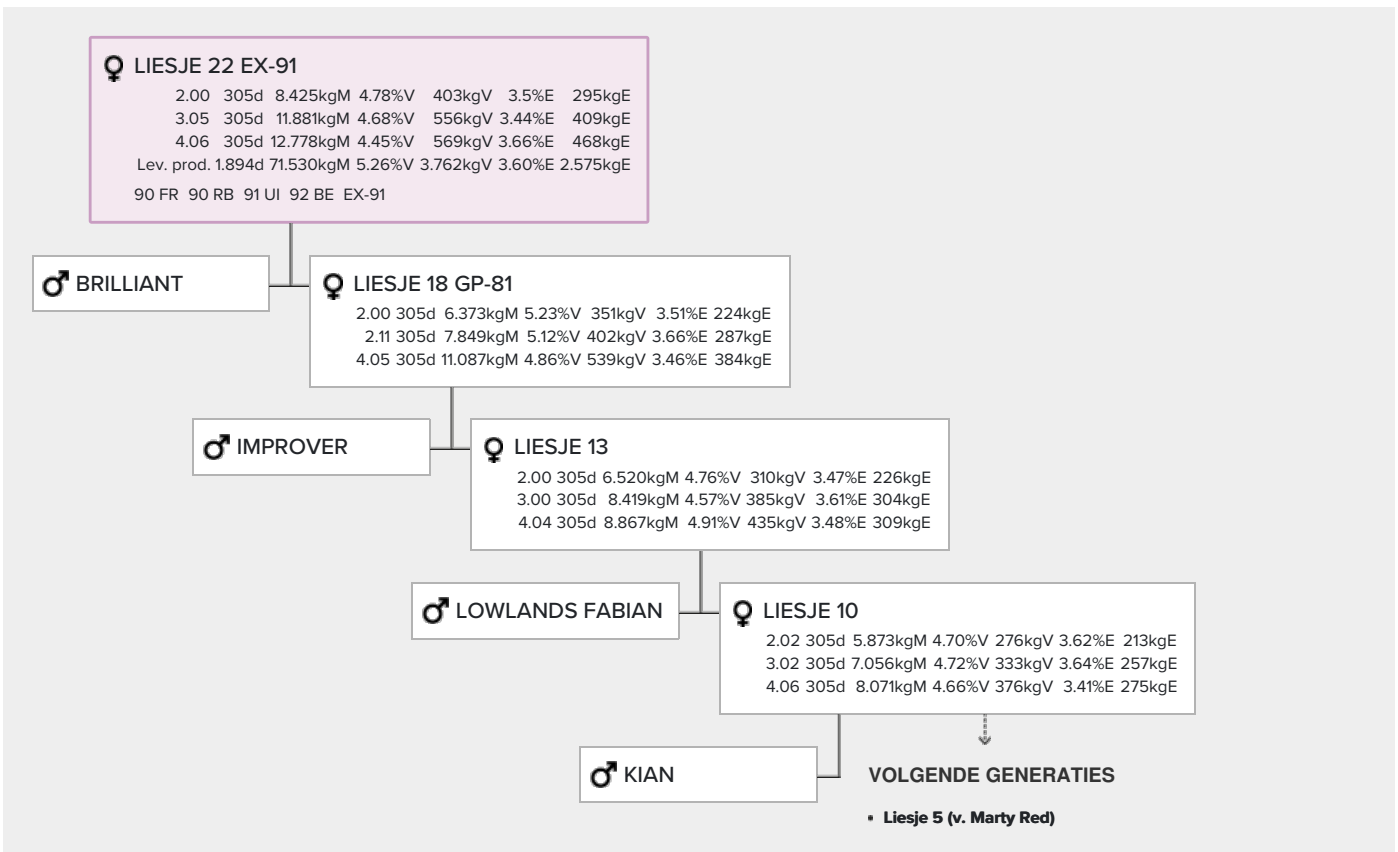 LIESJE 22 EX-91
2.00 305d 8.425kgM 4.78%V 403kgV 3.5%E 295kgE
3.05 305d 11.881kgM 4.68%V 556kgV 3.44%E 409kgE
4.06 305d 12.778kgM 4.45%V 569kgV 3.66%E 468kgE
Lev. prod. 1.894d 71.530kgM 5.26%V 3.762kgV 3.60%E 2.575kgE
90 FR 90 RB 91 UI 92 BE EX-91
BRILLIANT
LIESJE 18 GP-81
2.00 305d 6.373kgM 5.23%V 351kgV 3.51%E 224kgE
2.11 305d 7.849kgM 5.12%V 402kgV 3.66%E 287kgE
4.05 305d 11.087kgM 4.86%V 539kgV 3.46%E 384kgE
IMPROVER
LIESJE 13
2.00 305d 6.520kgM 4.76%V 310kgV 3.47%E 226kgE
3.00 305d 8.419kgM 4.57%V 385kgV 3.61%E 304kgE
4.04 305d 8.867kgM 4.91%V 435kgV 3.48%E 309kgE
LOWLANDS FABIAN
LIESJE 10
2.02 305d 5.873kgM 4.70%V 276kgV 3.62%E 213kgE
3.02 305d 7.056kgM 4.72%V 333kgV 3.64%E 257kgE
4.06 305d 8.071kgM 4.66%V 376kgV 3.41%E 275kgE
KIAN
VOLGENDE GENERATIES
• Liesje 5 (v. Marty Red)